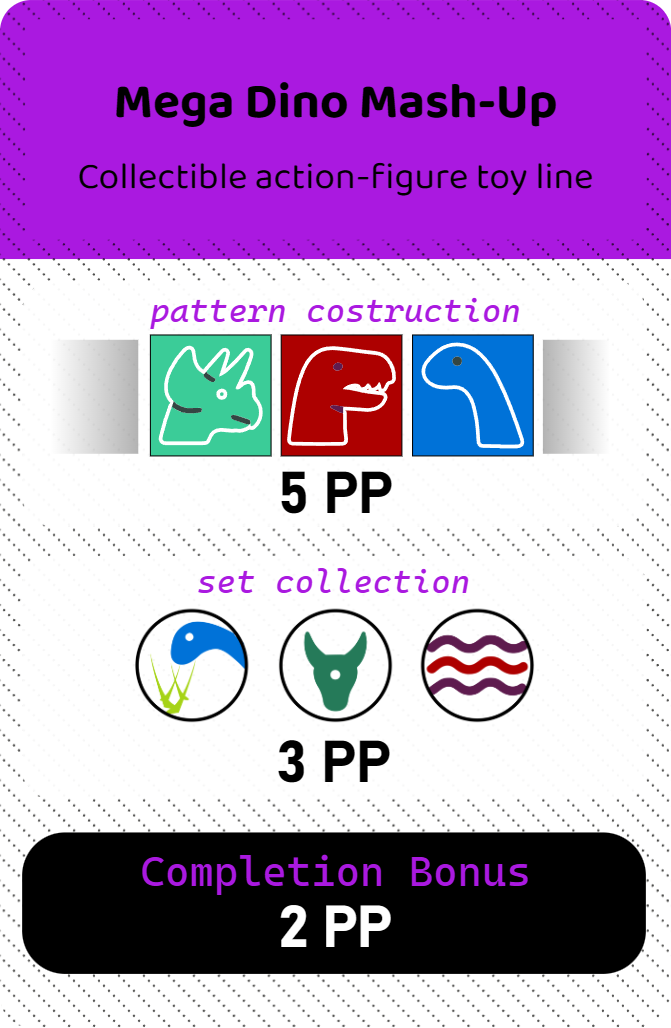 Mega Dino Mash-Up
Collectible action-figure toy line
pattern costruction
5 PP
set collection
3 PP
Completion Bonus
2 PP